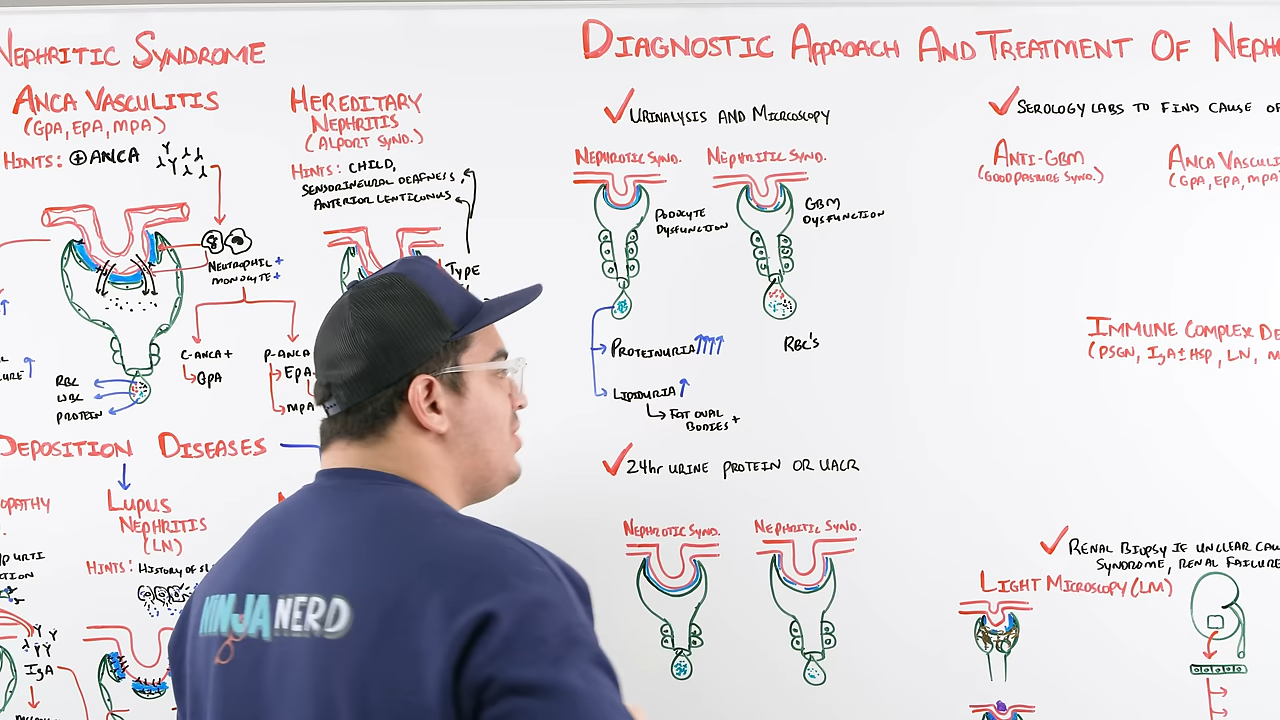 NEPHRITIC SYNDROME
ANCA VASCULITIS
(GPA, EPA, MPA)
HINTS: ⊕ANCA
NEUTROPHIL +
MONOCYTE +
C-ANCA +
GPA
P-ANCA
EPA
MPA
RBC
WBC
PROTEIN
HEREDITARY
NEPHRITIS
(ALPORT SYND.)
HINTS: CHILD,
SENSORINEURAL DEAFNESS,
ANTERIOR LENTICONUS
TYPE
DEPOSITION DISEASES
LUPUS
NEPHRITIS
(LN)
HINTS: HISTORY OF
IgA
NINJA NERD
DIAGNOSTIC APPROACH AND TREATMENT OF NEPHR
✓ URINALYSIS AND MICROSCOPY
NEPHROTIC SYND.
PODOCYTE
DYSFUNCTION
NEPHRITIC SYND.
GBM
DYSFUNCTION
PROTEINURIA ↑↑↑↑
LIPIDURIA ↑
FAT OVAL
BODIES +
RBC's
✓ 24hr URINE PROTEIN OR UACR
NEPHROTIC SYND.
NEPHRITIC SYND.
✓ SEROLOGY LABS TO FIND CAUSE OF
ANTI-GBM
(GOODPASTURE SYND.)
ANCA VASCULI
(GPA, EPA, MPA
IMMUNE COMPLEX DE
(PSGN, IgA ± HSP, LN, M
✓ RENAL BIOPSY IF UNCLEAR CAU
SYNDROME, RENAL FAILURE
LIGHT MICROSCOPY (LM)